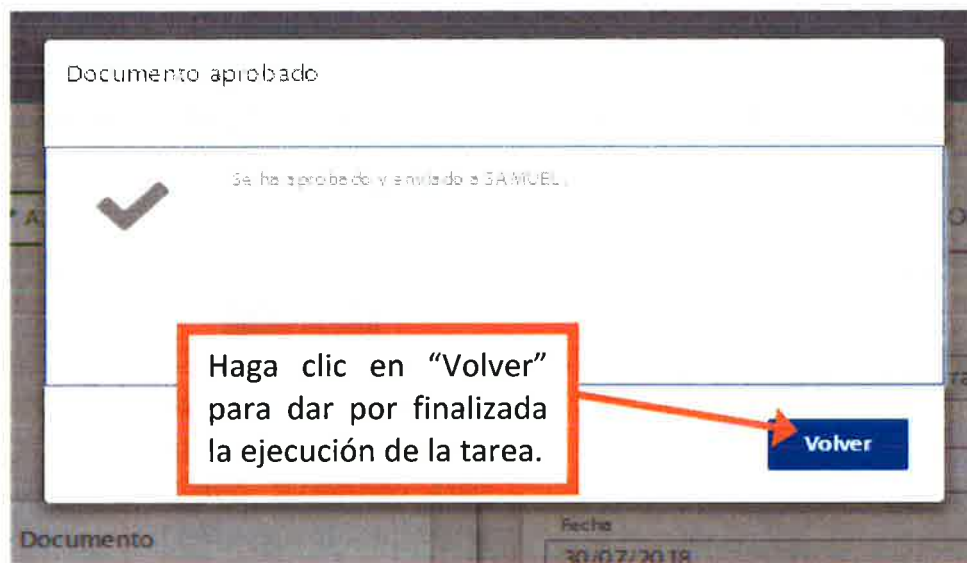 Documento aprobado
Se ha aprobado y enviado a SAMUEL
Haga clic en “Volver”
para dar por finalizada
la ejecución de la tarea.
Volver
Documento
Fecha
30/07/2018